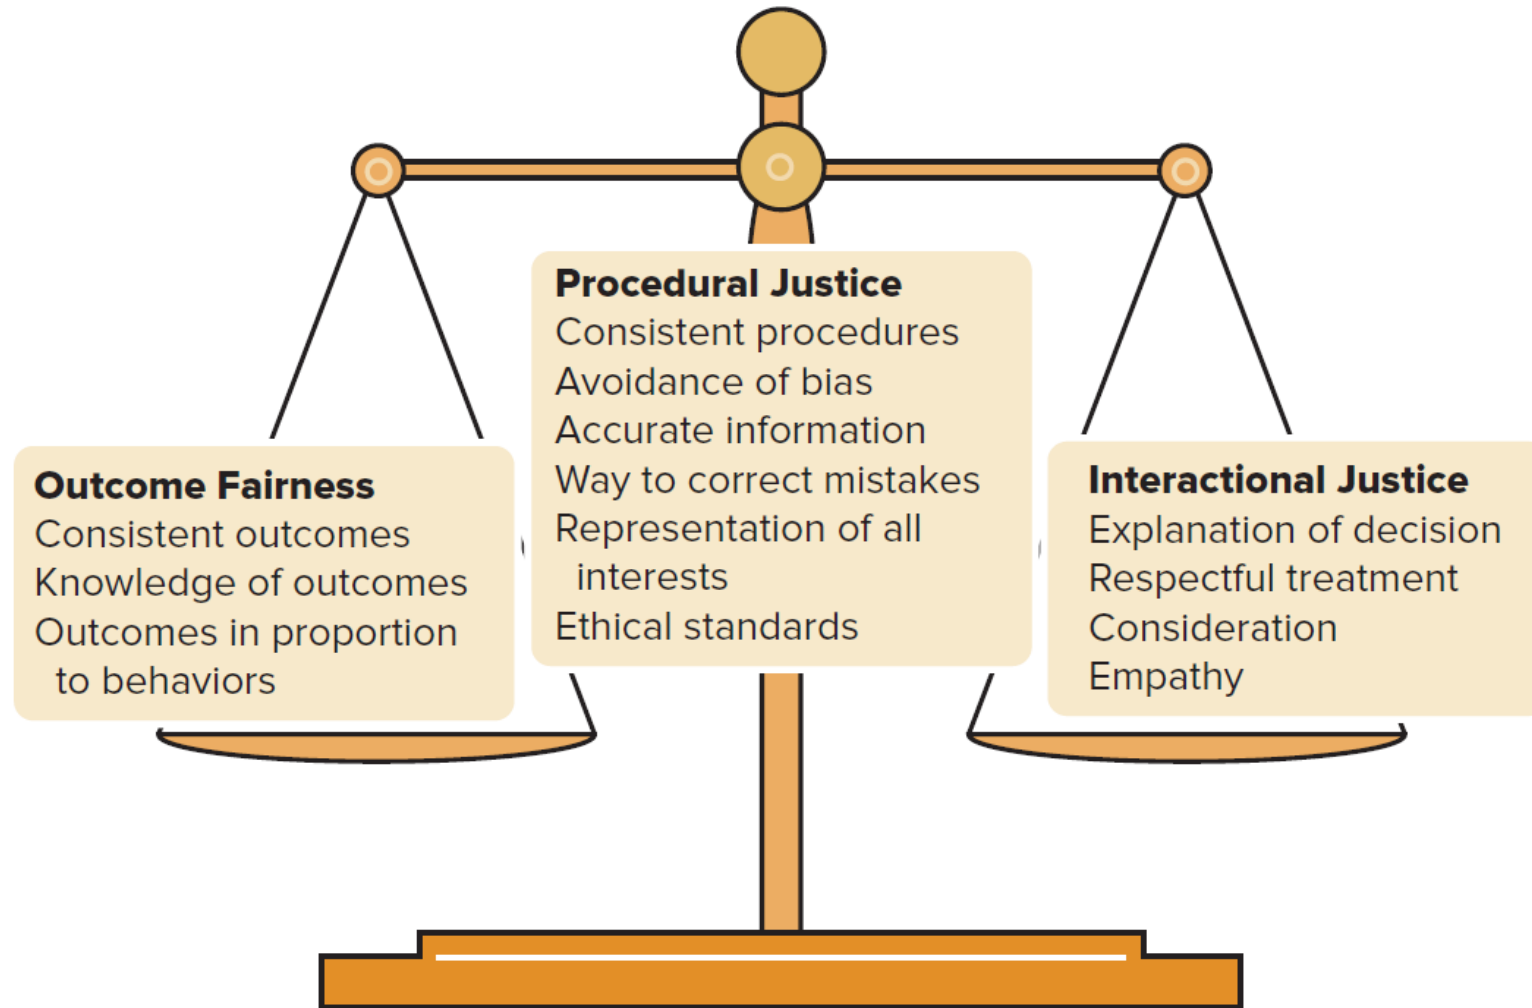 Outcome Fairness
Consistent outcomes
Knowledge of outcomes
Outcomes in proportion
to behaviors
Procedural Justice
Consistent procedures
Avoidance of bias
Accurate information
Way to correct mistakes
Representation of all
interests
Ethical standards
Interactional Justice
Explanation of decision
Respectful treatment
Consideration
Empathy